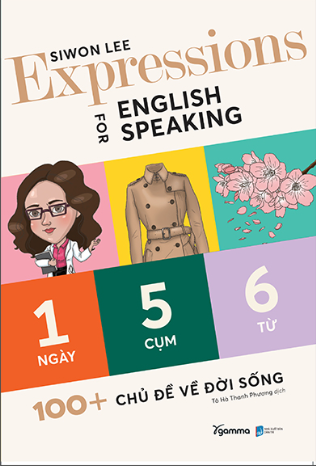 SIWON LEE
Expressions
FOR
ENGLISH
SPEAKING
1
NGÀY
5
CỤM
6
TỪ
100+ CHỦ ĐỀ VỀ ĐỜI SỐNG
Tô Hà Thanh Phương dịch
gamma